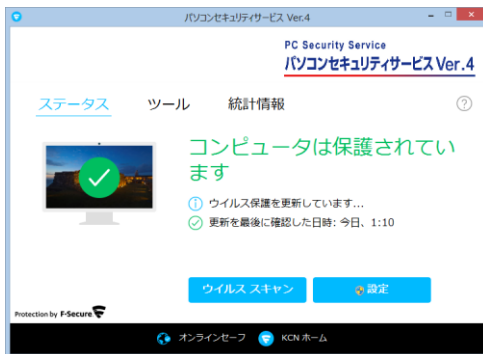 パソコンセキュリティサービス Ver.4
PC Security Service
パソコンセキュリティサービス Ver.4
ステータス ツール 統計情報 ?
コンピュータは保護されてい
ます
i ウイルス保護を更新しています...
更新を最後に確認した日時: 今日、1:10
ウイルス スキャン 設定
Protection by F-Secure
オンラインセーフ KCN ホーム